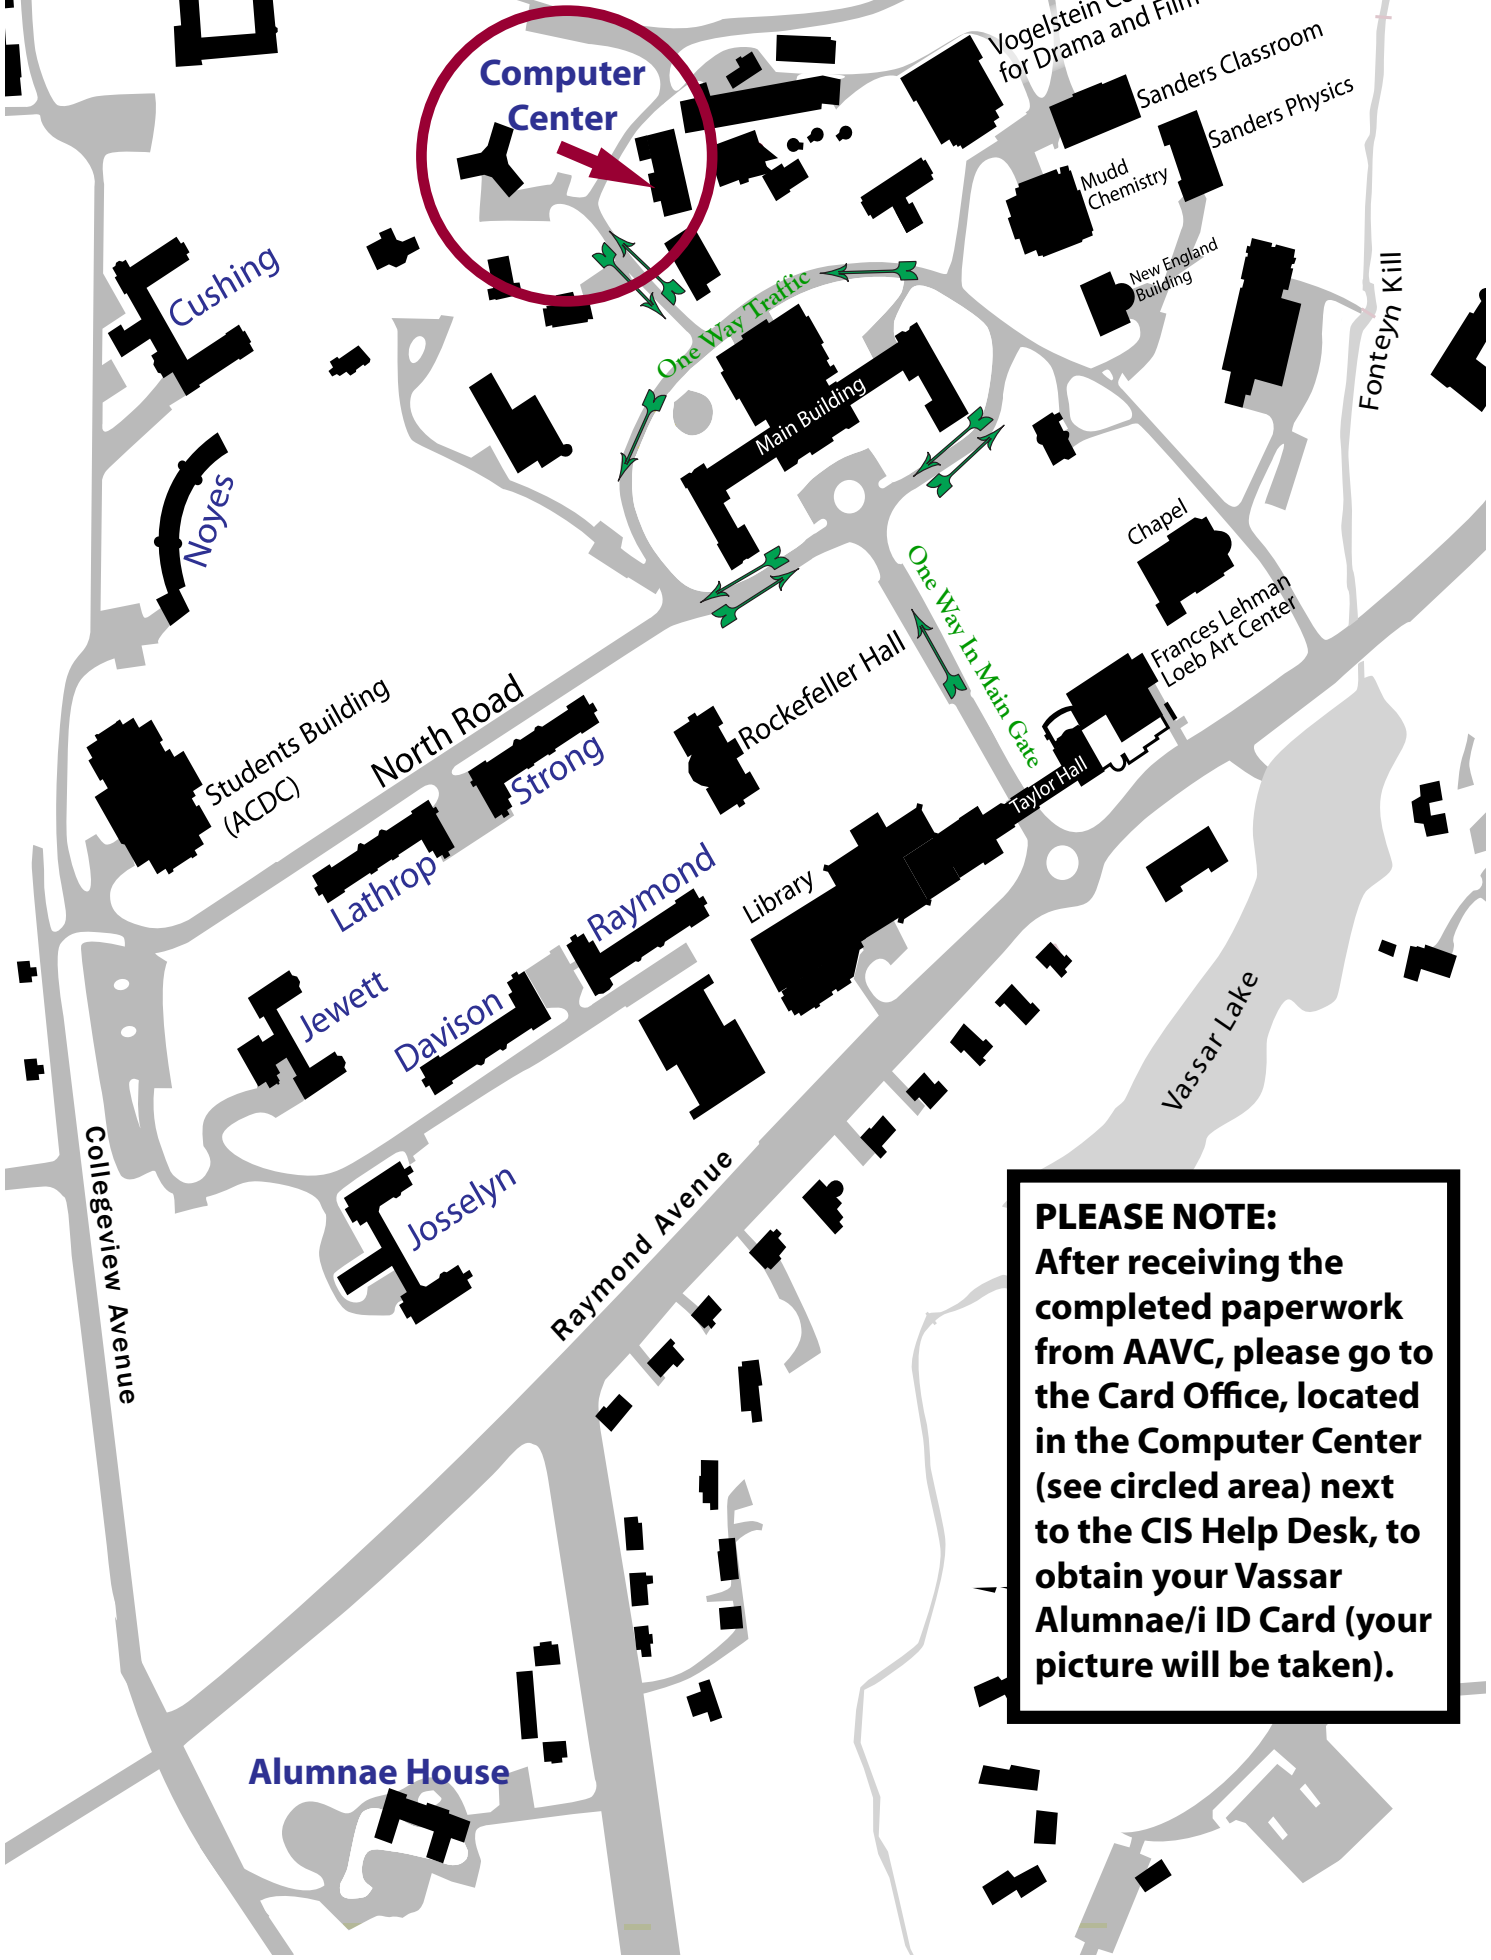 Computer
Center
Vogelstein
for Drama and Film
Sanders Classroom
Sanders Physics
Mudd
Chemistry
New England
Building
Fonteyn Kill
Cushing
One Way Traffic
Main Building
Noyes
Chapel
Frances Lehman
Loeb Art Center
One Way In Main Gate
Rockefeller Hall
North Road
Students Building
(ACDC)
Strong
Taylor Hall
Lathrop
Raymond
Library
Jewett
Davison
Vassar Lake
Collegeview Avenue
Josselyn
Raymond Avenue
PLEASE NOTE:
After receiving the
completed paperwork
from AAVC, please go to
the Card Office, located
in the Computer Center
(see circled area) next
to the CIS Help Desk, to
obtain your Vassar
Alumnae/i ID Card (your
picture will be taken).
Alumnae House